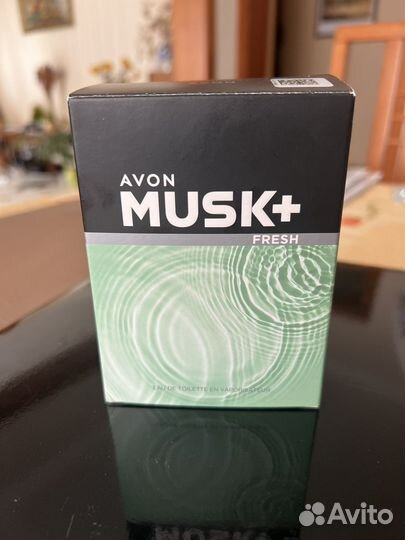 AVON
MUSK+
FRESH
EAU DE TOILETTE EN VAPORISATEUR
Avito